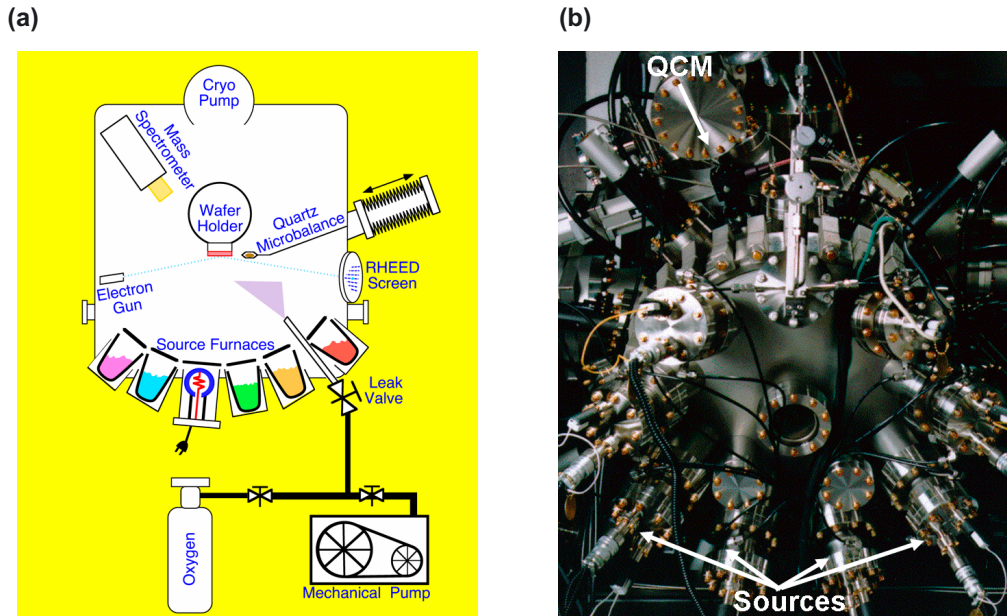 (a)
(b)
Cryo
Pump
Mass
Spectrometer
Wafer
Holder
Quartz
Microbalance
Electron
Gun
RHEED
Screen
Source Furnaces
Leak
Valve
Oxygen
Mechanical Pump
QCM
Sources